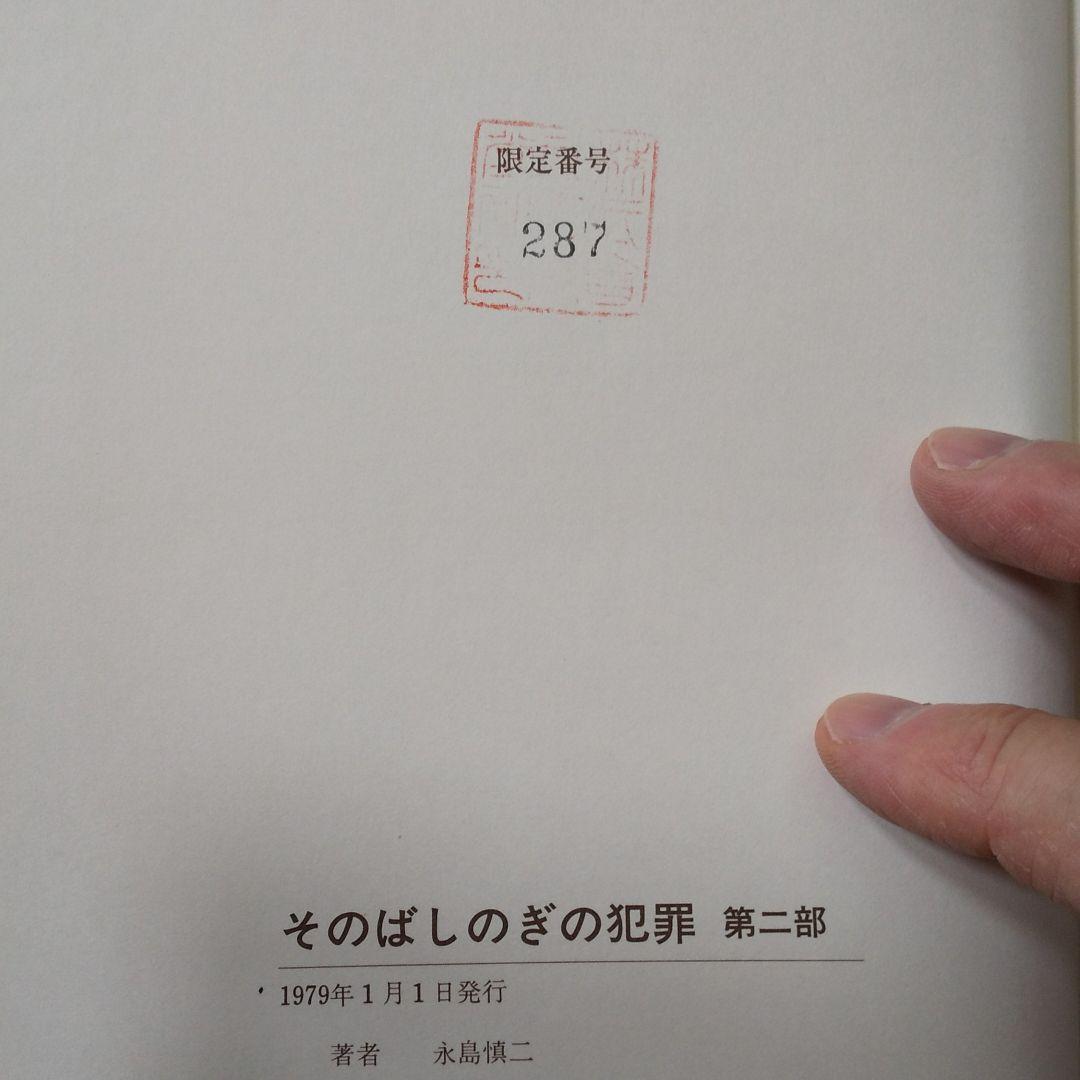 限定番号
287
そのばしのぎの犯罪 第二部
1979年1月1日発行
著者 永島慎二